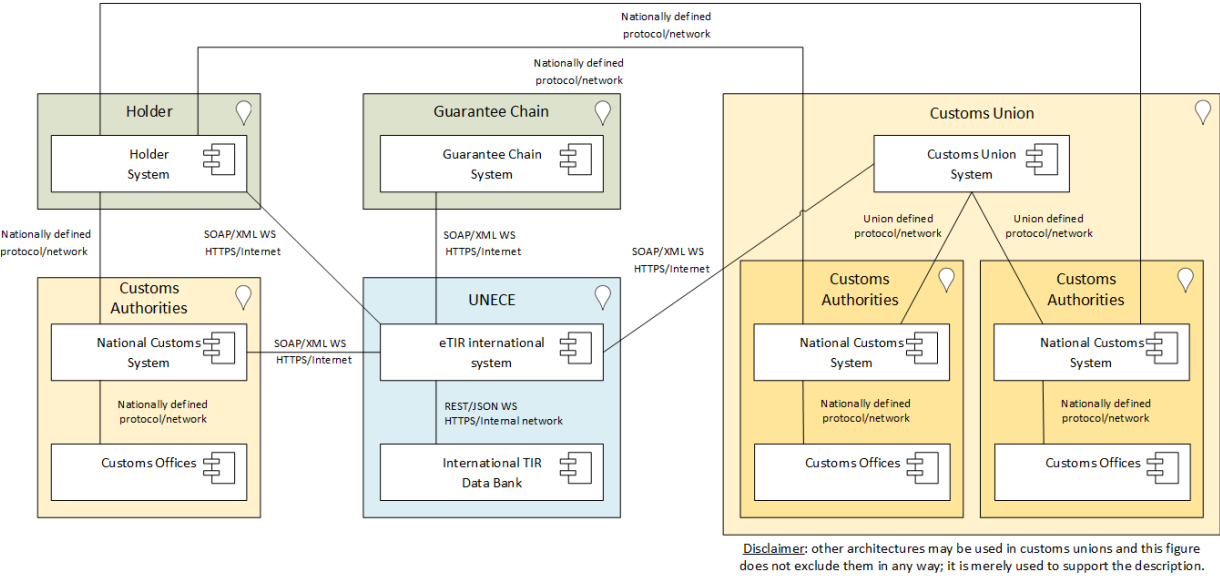 Nationally defined
protocol/network
Nationally defined
protocol/network
Holder
Holder
System
Guarantee Chain
Guarantee Chain
System
Customs Union
Customs Union
System
Nationally defined
protocol/network
SOAP/XML WS
HTTPS/Internet
SOAP/XML WS
HTTPS/Internet
SOAP/XML WS
HTTPS/Internet
Union defined
protocol/network
Union defined
protocol/network
Customs
Authorities
National Customs
System
SOAP/XML WS
HTTPS/Internet
Nationally defined
protocol/network
Customs Offices
UNECE
eTIR international
system
REST/JSON WS
HTTPS/Internal network
International TIR
Data Bank
Customs
Authorities
National Customs
System
Nationally defined
protocol/network
Customs Offices
Customs
Authorities
National Customs
System
Nationally defined
protocol/network
Customs Offices
Disclaimer: other architectures may be used in customs unions and this figure
does not exclude them in any way; it is merely used to support the description.